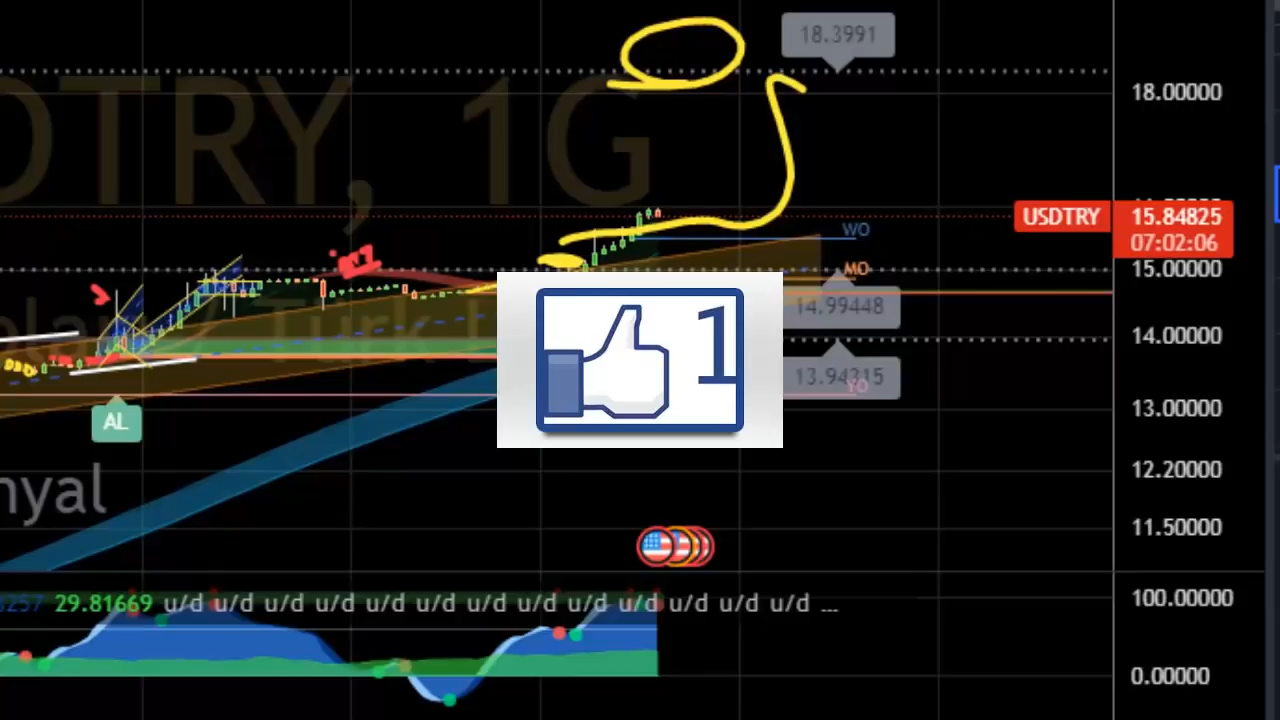 18.3991
18.00000
DTRY, 1G
USDTRY 15.84825
07:02:06
WO
MO
15.00000
14.99448
14.00000
13.94315
YO
13.00000
AL
1
12.20000
nyal
11.50000
29.81669 u/d u/d u/d u/d u/d u/d u/d u/d u/d u/d u/d u/d u/d ...
100.00000
0.00000